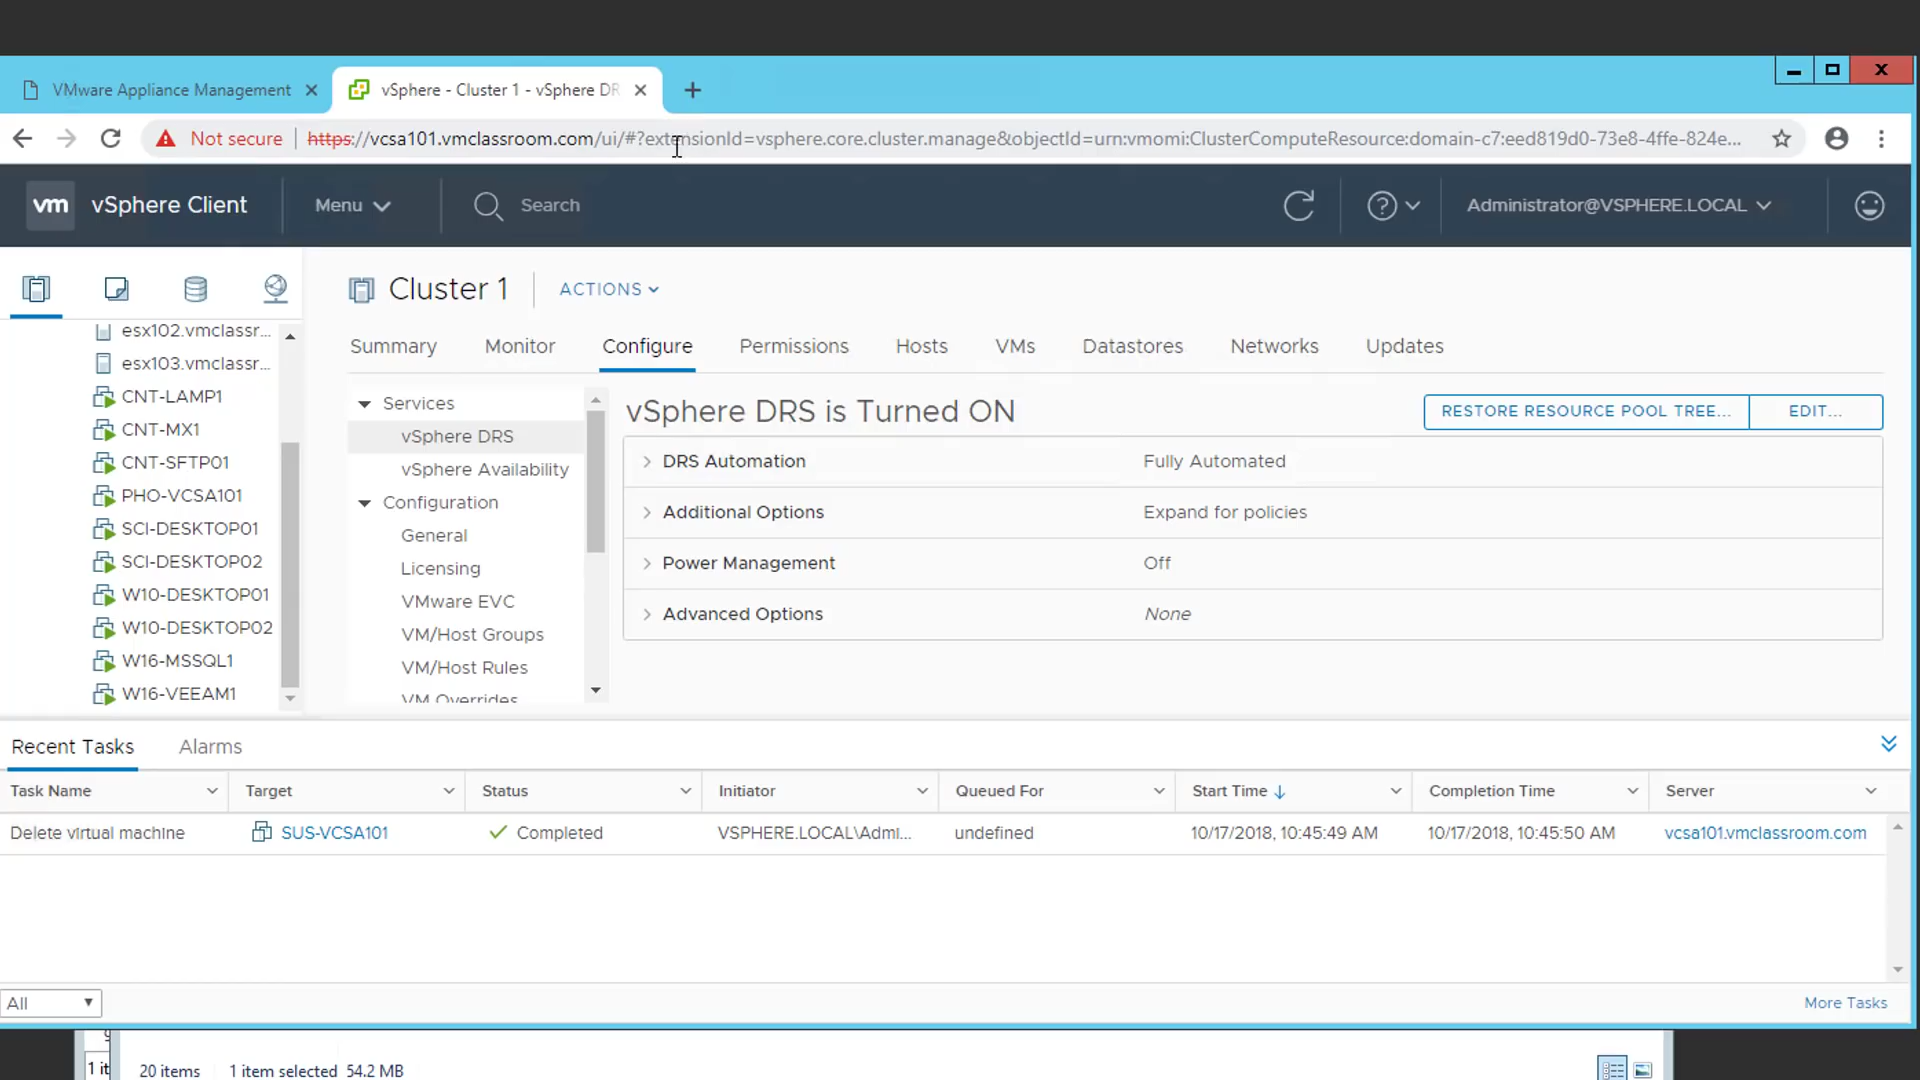 VMware Appliance Management
vSphere - Cluster 1 - vSphere DR
Not secure
https://vcsa101.vmclassroom.com/ui/#?extensionId=vsphere.core.cluster.manage&objectId=urn:vmomi:ClusterComputeResource:domain-c7:eed819d0-73e8-4ffe-824e...
vm vSphere Client
Menu
Search
Administrator@VSPHERE.LOCAL
Cluster 1
ACTIONS
Summary
Monitor
Configure
Permissions
Hosts
VMs
Datastores
Networks
Updates
esx102.vmclassr...
esx103.vmclassr...
CNT-LAMP1
CNT-MX1
CNT-SFTP01
PHO-VCSA101
SCI-DESKTOP01
SCI-DESKTOP02
W10-DESKTOP01
W10-DESKTOP02
W16-MSSQL1
W16-VEEAM1
Services
vSphere DRS
vSphere Availability
Configuration
General
Licensing
VMware EVC
VM/Host Groups
VM/Host Rules
VM Overrides
vSphere DRS is Turned ON
RESTORE RESOURCE POOL TREE...
EDIT...
DRS Automation
Fully Automated
Additional Options
Expand for policies
Power Management
Off
Advanced Options
None
Recent Tasks
Alarms
Task Name
Target
Status
Initiator
Queued For
Start Time
Completion Time
Server
Delete virtual machine
SUS-VCSA101
Completed
VSPHERE.LOCAL\Admi...
undefined
10/17/2018, 10:45:49 AM
10/17/2018, 10:45:50 AM
vcsa101.vmclassroom.com
All
More Tasks
1 it
20 items
1 item selected 54.2 MB